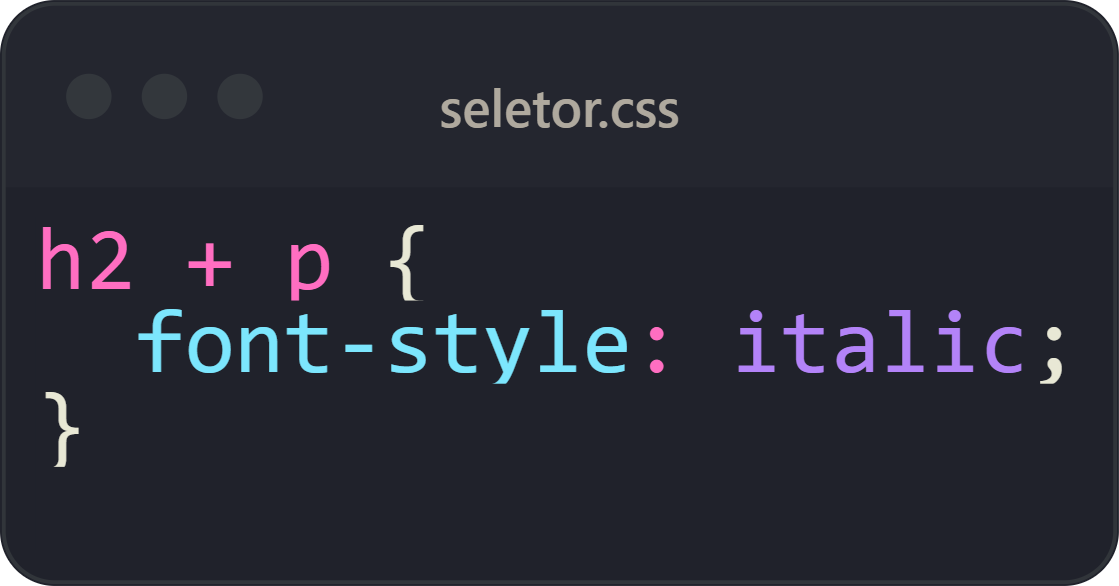 seletor.css
h2 + p {
  font-style: italic;
}